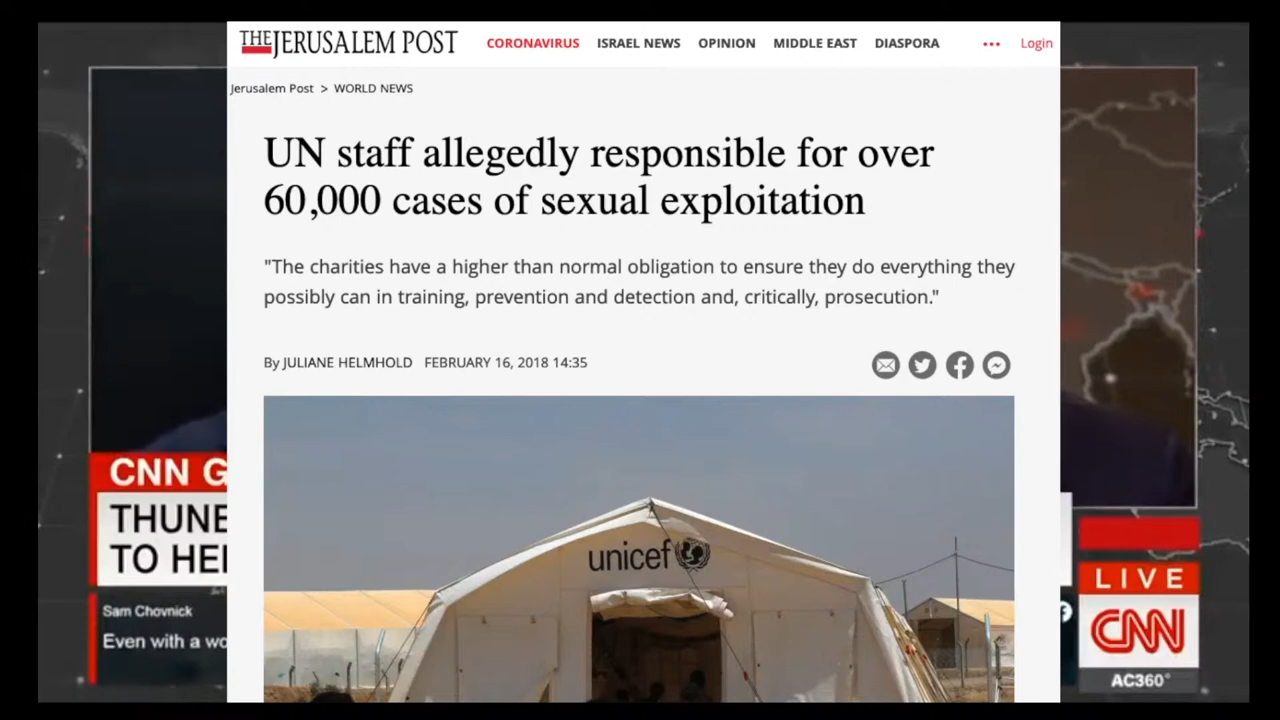 THE JERUSALEM POST CORONAVIRUS ISRAEL NEWS OPINION MIDDLE EAST DIASPORA ••• Login
Jerusalem Post > WORLD NEWS
UN staff allegedly responsible for over
60,000 cases of sexual exploitation
"The charities have a higher than normal obligation to ensure they do everything they
possibly can in training, prevention and detection and, critically, prosecution."
By JULIANE HELMHOLD FEBRUARY 16, 2018 14:35
unicef
CNN G
THUNB
TO HEL
Sam Chovnick
Even with a wo
LIVE
CNN
AC360°